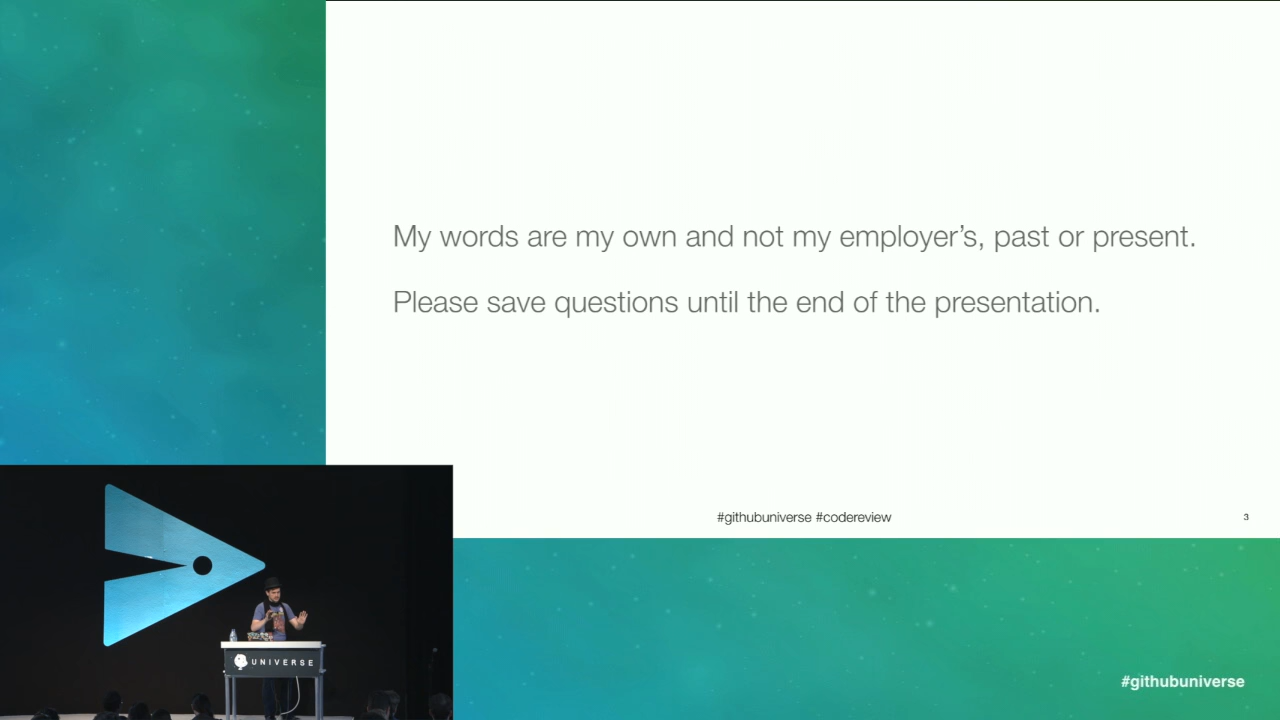 My words are my own and not my employer’s, past or present.
Please save questions until the end of the presentation.
#githubuniverse #codereview
3
UNIVERSE
#githubuniverse